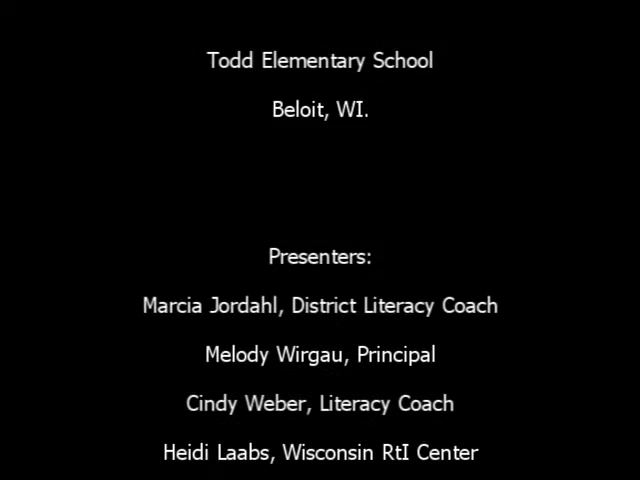 Todd Elementary School
Beloit, WI.
Presenters:
Marcia Jordahl, District Literacy Coach
Melody Wirgau, Principal
Cindy Weber, Literacy Coach
Heidi Laabs, Wisconsin RtI Center